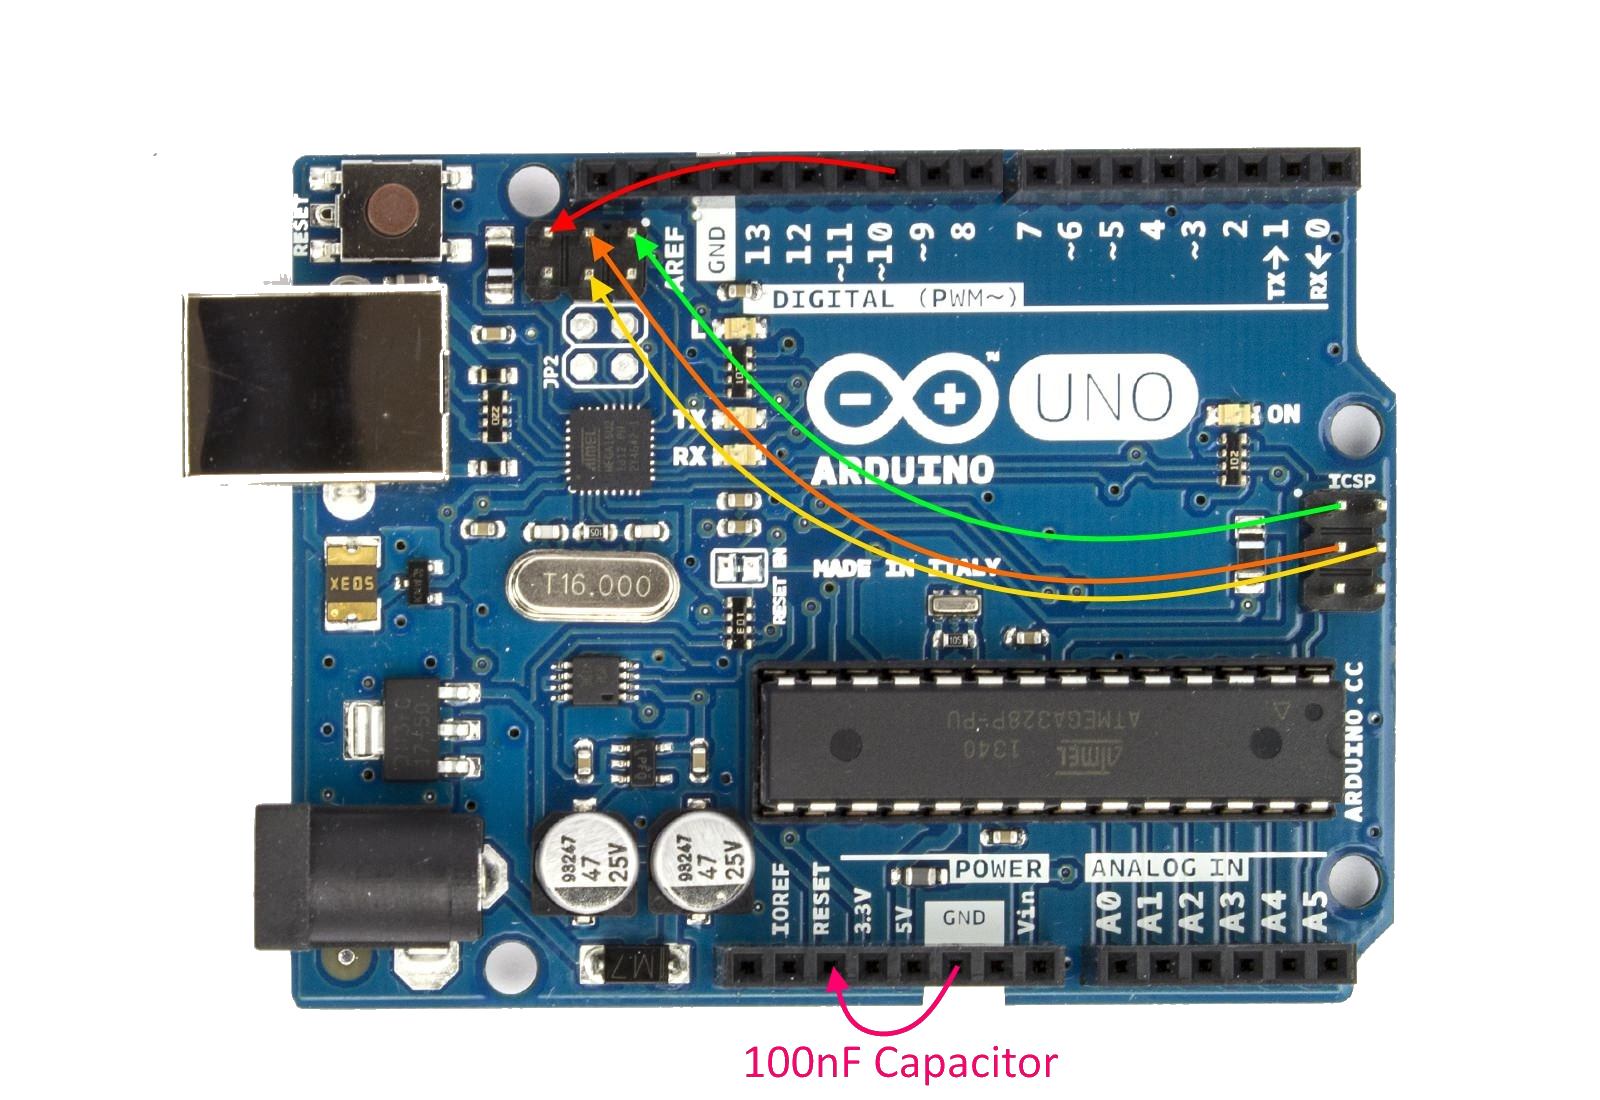 RESET
AREF
GND
13
12
~11
~10
~9
8
7
~6
~5
4
~3
2
TX→1
RX←0
DIGITAL (PWM~)
L
JP2
TX
RX
UNO
ARDUINO
ON
ICSP
MADE IN ITALY
RESET EN
T16.000
ATMEL
ATMEGA328P-PU
1340
ARDUINO.CC
47
25V
47
25V
M7
IOREF
RESET
3.3V
5V
GND
Vin
POWER
ANALOG IN
A0
A1
A2
A3
A4
A5
100nF Capacitor